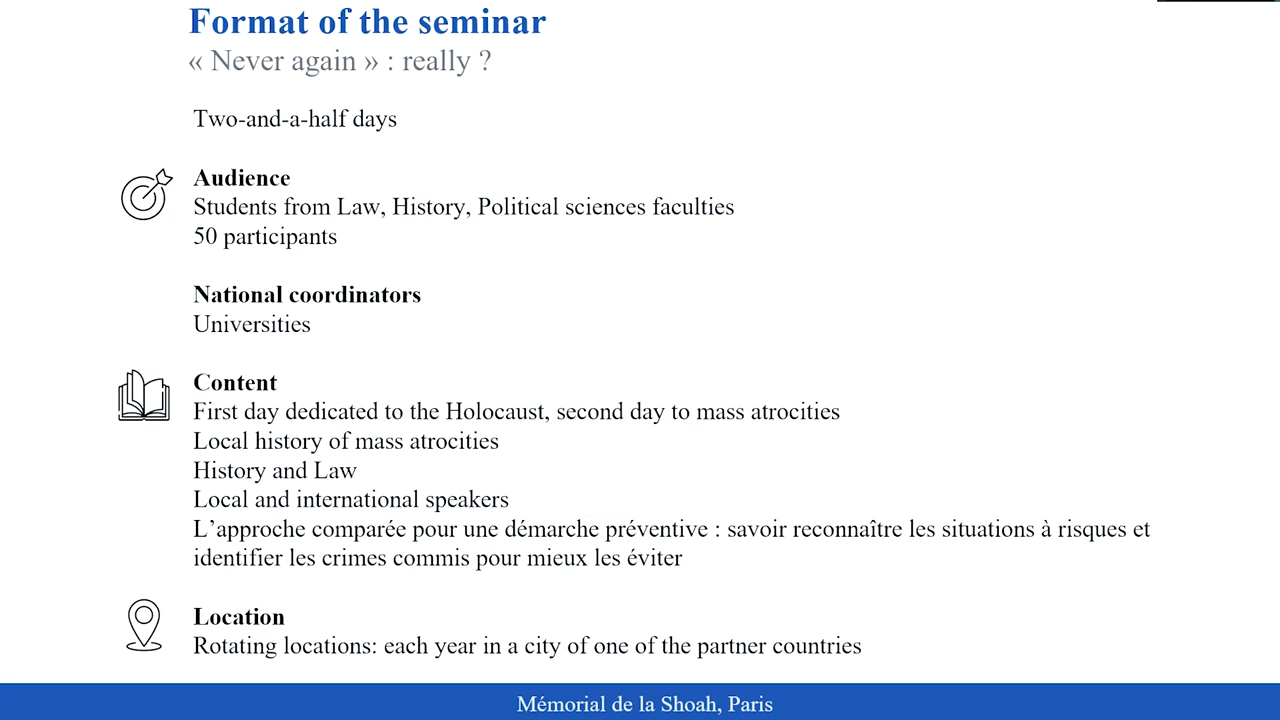 Format of the seminar
« Never again » : really ?
Two-and-a-half days
Audience
Students from Law, History, Political sciences faculties
50 participants
National coordinators
Universities
Content
First day dedicated to the Holocaust, second day to mass atrocities
Local history of mass atrocities
History and Law
Local and international speakers
L’approche comparée pour une démarche préventive : savoir reconnaître les situations à risques et
identifier les crimes commis pour mieux les éviter
Location
Rotating locations: each year in a city of one of the partner countries
Mémorial de la Shoah, Paris